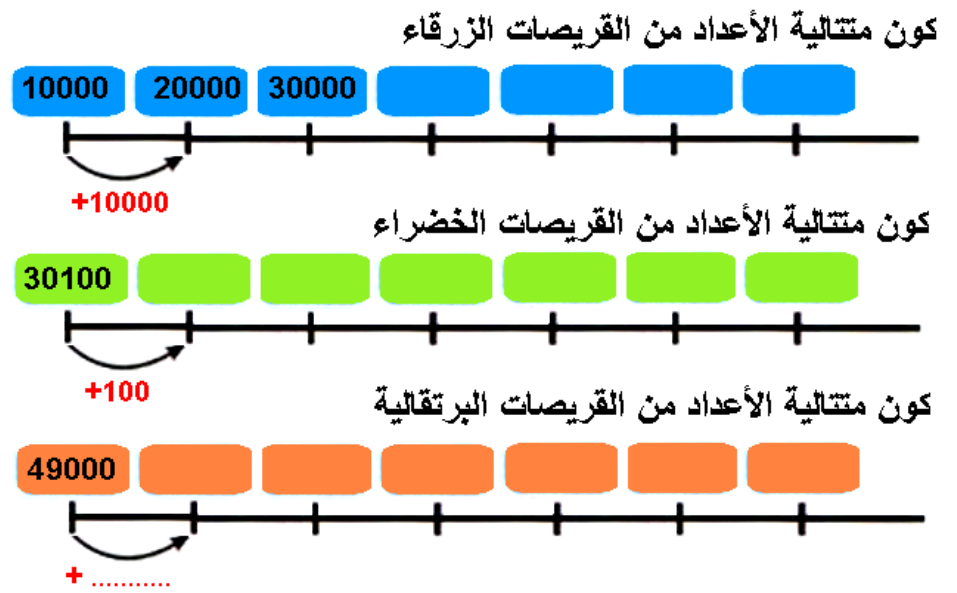 كون متتالية الأعداد من القريصات الزرقاء
10000 20000 30000
+10000
كون متتالية الأعداد من القريصات الخضراء
30100
+100
كون متتالية الأعداد من القريصات البرتقالية
49000
+ ...........